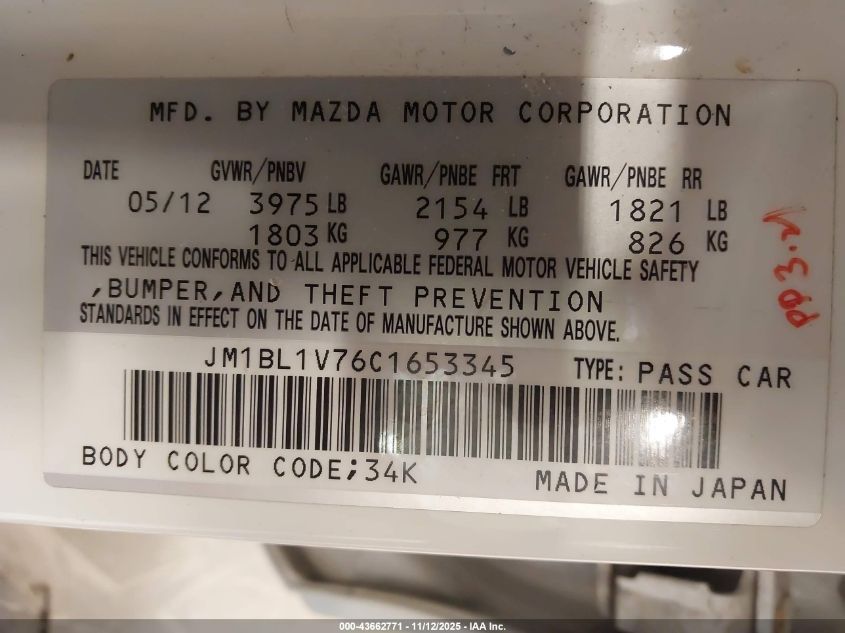 MFD. BY MAZDA MOTOR CORPORATION
DATE GVWR/PNBV GAWR/PNBE FRT GAWR/PNBE RR
05/12 3975 LB 2154 LB 1821 LB
1803 KG 977 KG 826 KG
THIS VEHICLE CONFORMS TO ALL APPLICABLE FEDERAL MOTOR VEHICLE SAFETY
,BUMPER,AND THEFT PREVENTION
STANDARDS IN EFFECT ON THE DATE OF MANUFACTURE SHOWN ABOVE.
JM1BL1V76C1653345 TYPE: PASS CAR
BODY COLOR CODE;34K MADE IN JAPAN
000-43662771 - 11/12/2025 - IAA Inc.